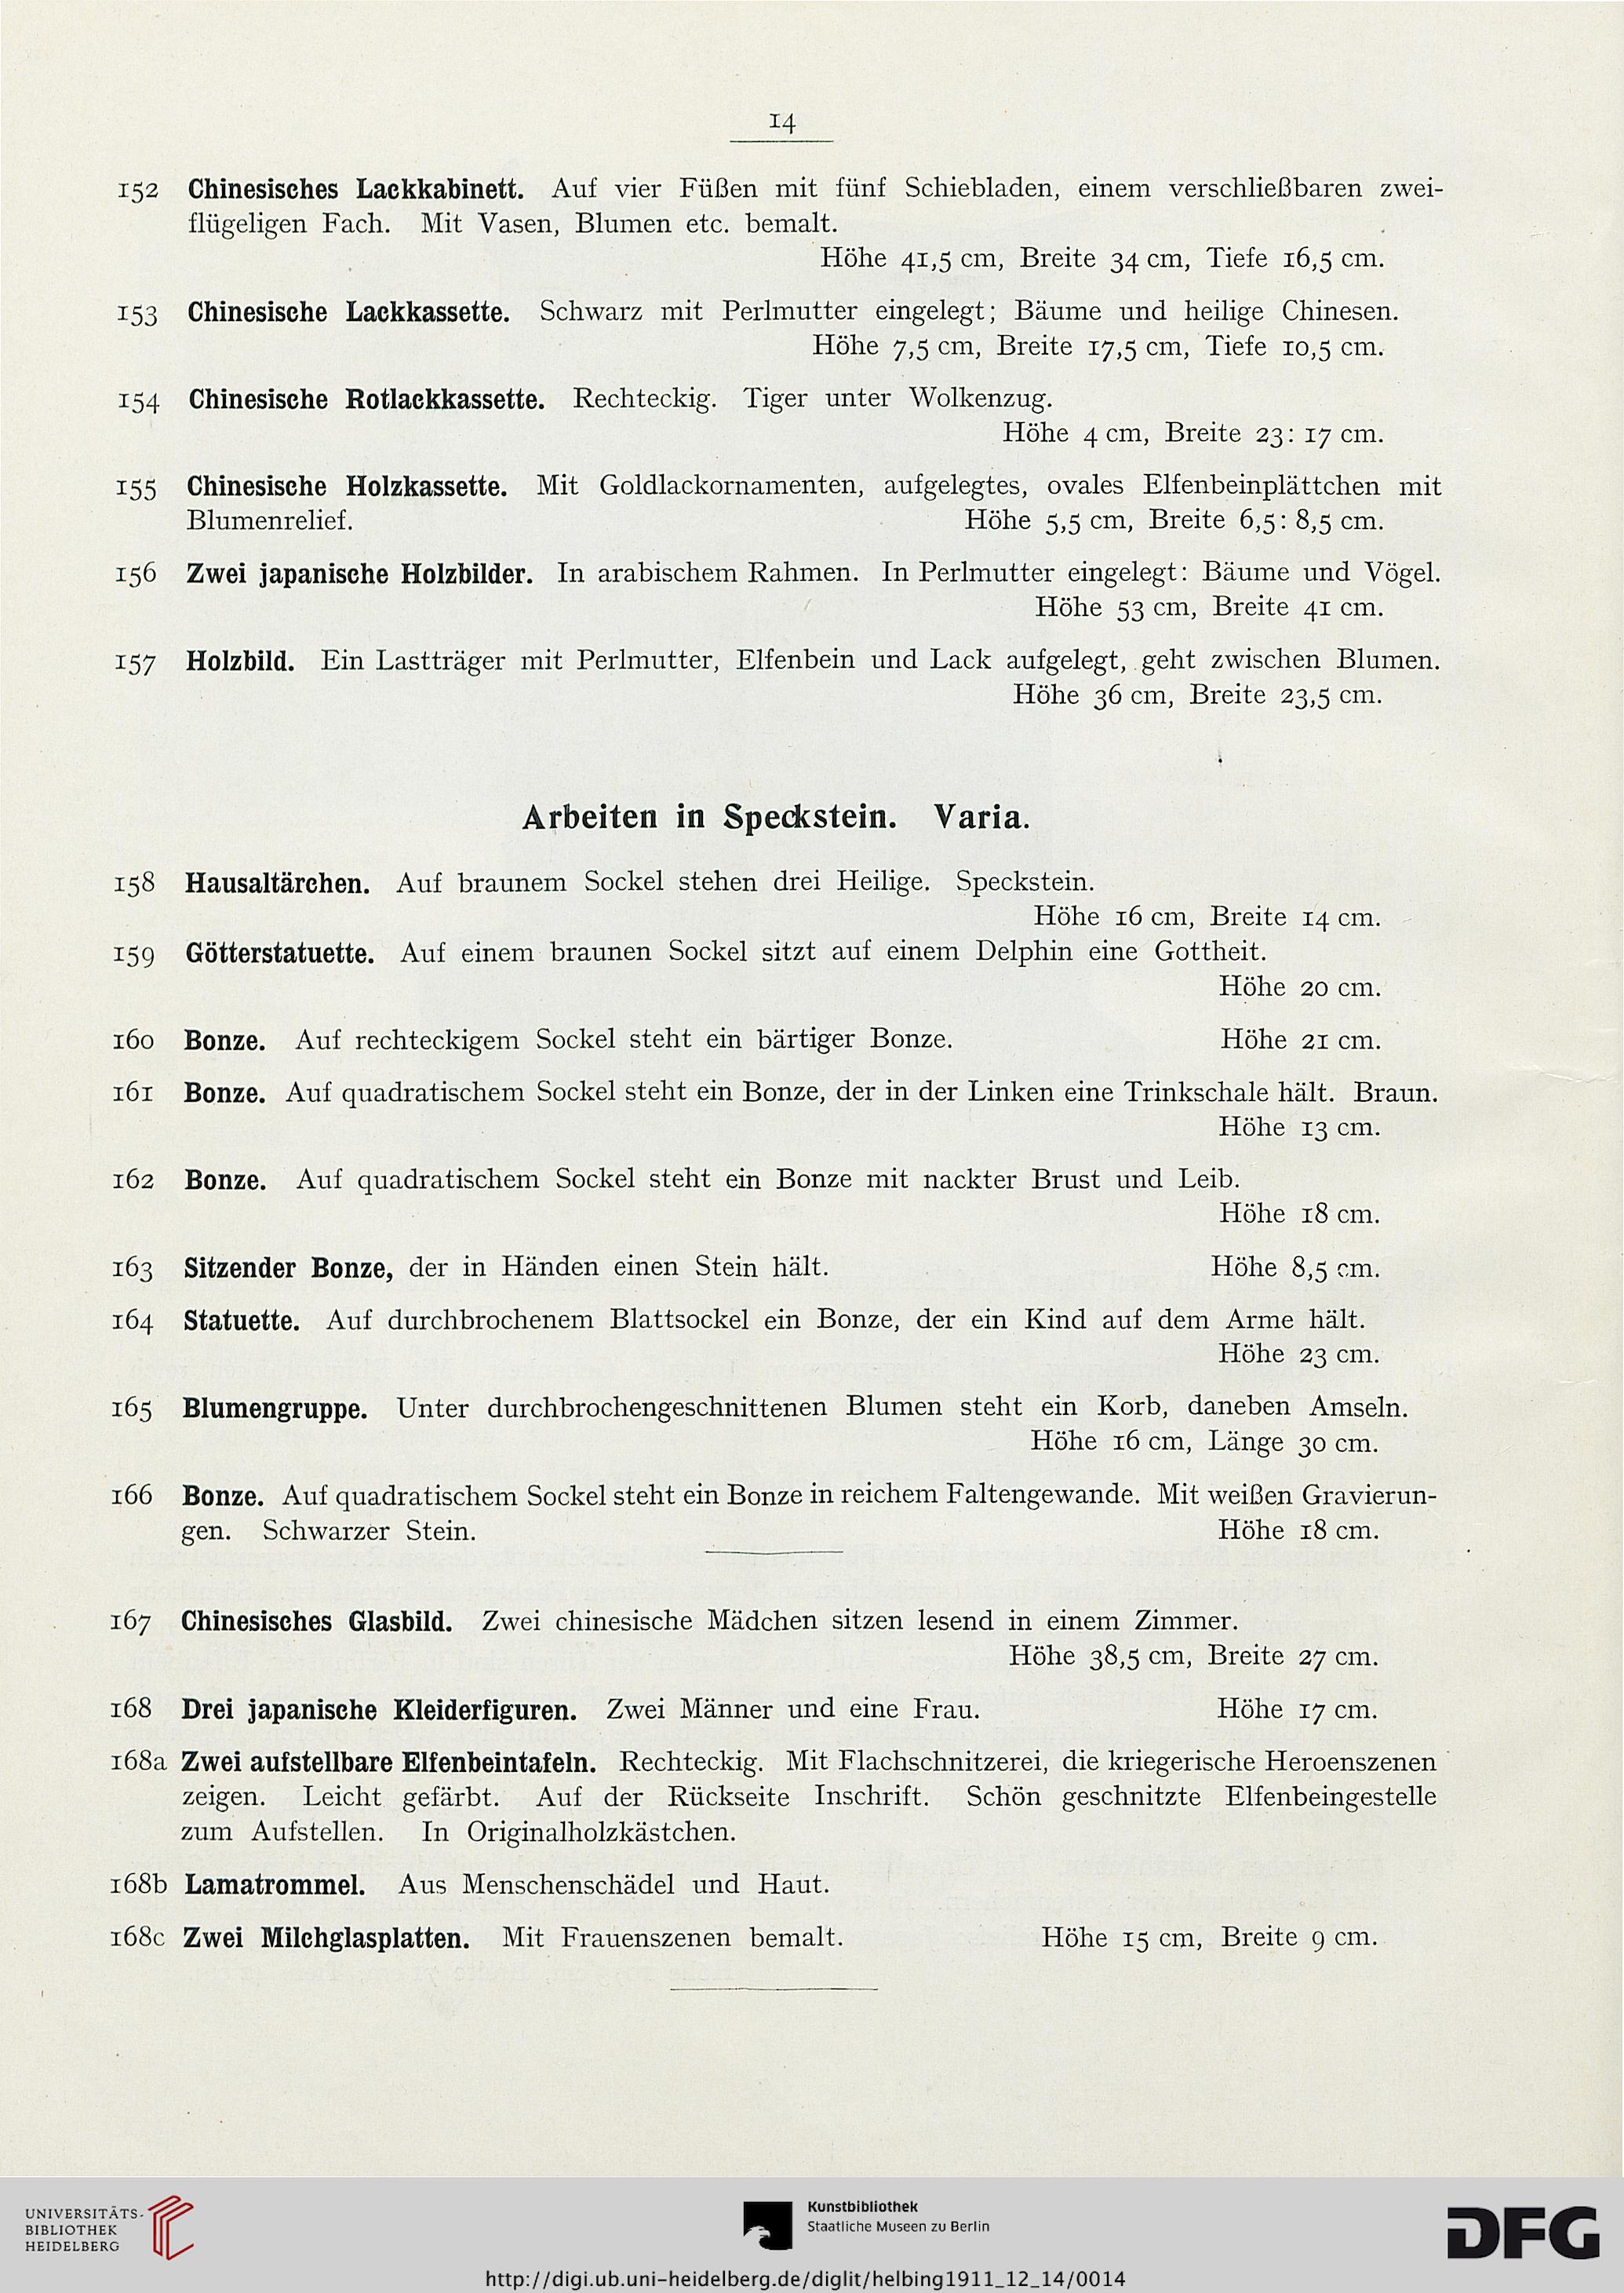 14
152 Chinesisches Lackkabinett. Auf vier Füßen mit fünf Schiebladen, einem verschließbaren zwei-
flügeligen Fach. Mit Vasen, Blumen etc. bemalt.
Höhe 41,5 cm, Breite 34 cm, Tiefe 16,5 cm.
153 Chinesische Lackkassette. Schwarz mit Perlmutter eingelegt; Bäume und heilige Chinesen.
Höhe 7,5 cm, Breite 17,5 cm, Tiefe 10,5 cm.
154 Chinesische Rotlackkassette. Rechteckig. Tiger unter Wolkenzug.
Höhe 4 cm, Breite 23: 17 cm.
155 Chinesische Holzkassette. Mit Goldlackornamenten, aufgelegtes, ovales Elfenbeinplättchen mit
Blumenrelief. Höhe 5,5 cm, Breite 6,5: 8,5 cm.
156 Zwei japanische Holzbilder. In arabischem Rahmen. In Perlmutter eingelegt: Bäume und Vögel.
Höhe 53 cm, Breite 41 cm.
157 Holzbild. Ein Lastträger mit Perlmutter, Elfenbein und Lack aufgelegt, geht zwischen Blumen.
Höhe 36 cm, Breite 23,5 cm.
Arbeiten in Speckstein. Varia.
158 Hausaltärchen. Auf braunem Sockel stehen drei Heilige. Speckstein.
Höhe 16 cm, Breite 14 cm.
159 Götterstatuette. Auf einem braunen Sockel sitzt auf einem Delphin eine Gottheit.
Höhe 20 cm.
160 Bonze. Auf rechteckigem Sockel steht ein bärtiger Bonze. Höhe 21 cm.
161 Bonze. Auf quadratischem Sockel steht ein Bonze, der in der Linken eine Trinkschale hält. Braun.
Höhe 13 cm.
162 Bonze. Auf quadratischem Sockel steht ein Bonze mit nackter Brust und Leib.
Höhe 18 cm.
163 Sitzender Bonze, der in Händen einen Stein hält. Höhe 8,5 cm.
164 Statuette. Auf durchbrochenem Blattsockel ein Bonze, der ein Kind auf dem Arme hält.
Höhe 23 cm.
165 Blumengruppe. Unter durchbrochengeschnittenen Blumen steht ein Korb, daneben Amseln.
Höhe 16 cm, Länge 30 cm.
166 Bonze. Auf quadratischem Sockel steht ein Bonze in reichem Faltengewande. Mit weißen Gravierun-
gen. Schwarzer Stein. Höhe 18 cm.
167 Chinesisches Glasbild. Zwei chinesische Mädchen sitzen lesend in einem Zimmer.
Höhe 38,5 cm, Breite 27 cm.
168 Drei japanische Kleiderfiguren. Zwei Männer und eine Frau. Höhe 17 cm.
168a Zwei aufstellbare Elfenbeintafeln. Rechteckig. Mit Flachschnitzerei, die kriegerische Heroenszenen
zeigen. Leicht gefärbt. Auf der Rückseite Inschrift. Schön geschnitzte Elfenbeingestelle
zum Aufstellen. In Originalholzkästchen.
168b Lamatrommel. Aus Menschenschädel und Haut.
168c Zwei Milchglasplatten. Mit Frauenszenen bemalt. Höhe 15 cm, Breite 9 cm.
UNIVERSITÄTS-
BIBLIOTHEK
HEIDELBERG
Kunstbibliothek
Staatliche Museen zu Berlin
DFG
http://digi.ub.uni-heidelberg.de/diglit/helbing1911_12_14/0014